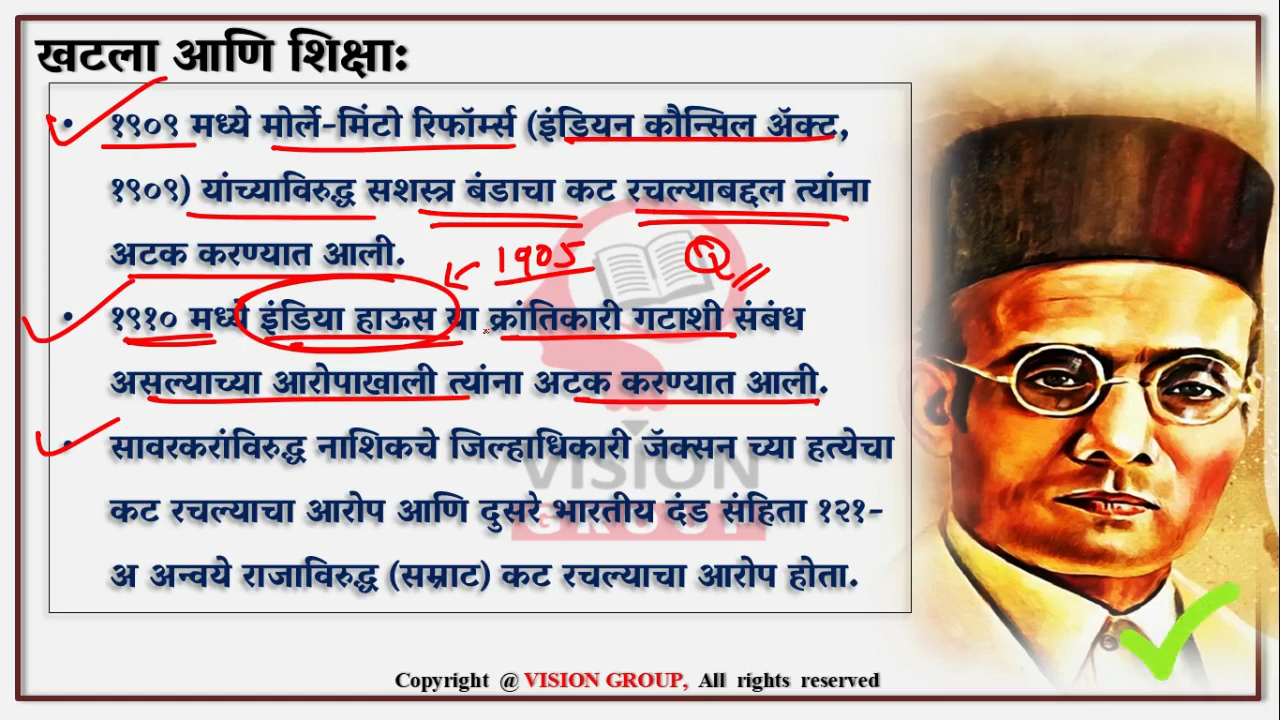 खटला आणि शिक्षाः
• १९०९ मध्ये मोर्ले-मिंटो रिफॉर्म्स (इंडियन कौन्सिल ॲक्ट,
१९०९) यांच्याविरुद्ध सशस्त्र बंडाचा कट रचल्याबद्दल त्यांना
अटक करण्यात आली.
1905
Q
• १९१० मध्ये इंडिया हाऊस या क्रांतिकारी गटाशी संबंध
असल्याच्या आरोपाखाली त्यांना अटक करण्यात आली.
• सावरकरांविरुद्ध नाशिकचे जिल्हाधिकारी जॅक्सन च्या हत्येचा
कट रचल्याचा आरोप आणि दुसरे भारतीय दंड संहिता १२१-
अ अन्वये राजाविरुद्ध (सम्राट) कट रचल्याचा आरोप होता.
VISION
GROUP
Copyright @ VISION GROUP, All rights reserved